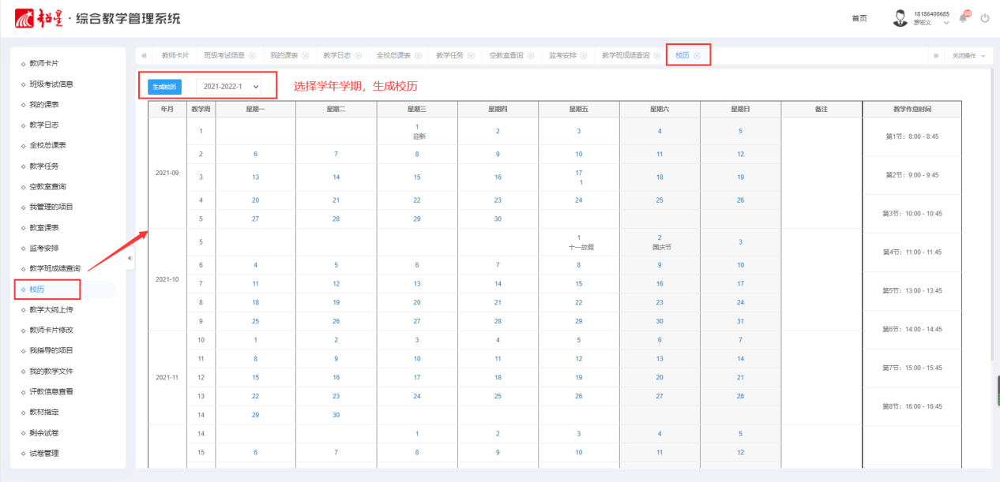 超星 · 综合教学管理系统
首页
18186400685
罗宏义
教师卡片 班级考试信息 我的课表 教学日志 全校总课表 教学任务 空教室查询 监考安排 教学班成绩查询 校历 关闭操作
教师卡片
班级考试信息
我的课表
教学日志
全校总课表
教学任务
空教室查询
我管理的项目
教室课表
监考安排
教学班成绩查询
校历
教学大纲上传
教师卡片修改
我指导的项目
我的教学文件
评教信息查看
教材指定
剩余试卷
试卷管理
生成校历 2021-2022-1 选择学年学期，生成校历
年月 教学周 星期一 星期二 星期三 星期四 星期五 星期六 星期日 备注 教学作息时间
2021-09
1 1 2 3 4 5
迎新
2 6 7 8 9 10 11 12
3 13 14 15 16 17 18 19
1
4 20 21 22 23 24 25 26
5 27 28 29 30
2021-10
5 1 2 3
十一放假 国庆节
6 4 5 6 7 8 9 10
7 11 12 13 14 15 16 17
8 18 19 20 21 22 23 24
9 25 26 27 28 29 30 31
2021-11
10 1 2 3 4 5 6 7
11 8 9 10 11 12 13 14
12 15 16 17 18 19 20 21
13 22 23 24 25 26 27 28
14 29 30
14 1 2 3 4 5
15 6 7 8 9 10 11 12
第1节：8:00 - 8:45
第2节：9:00 - 9:45
第3节：10:00 - 10:45
第4节：11:00 - 11:45
第5节：13:00 - 13:45
第6节：14:00 - 14:45
第7节：15:00 - 15:45
第8节：16:00 - 16:45